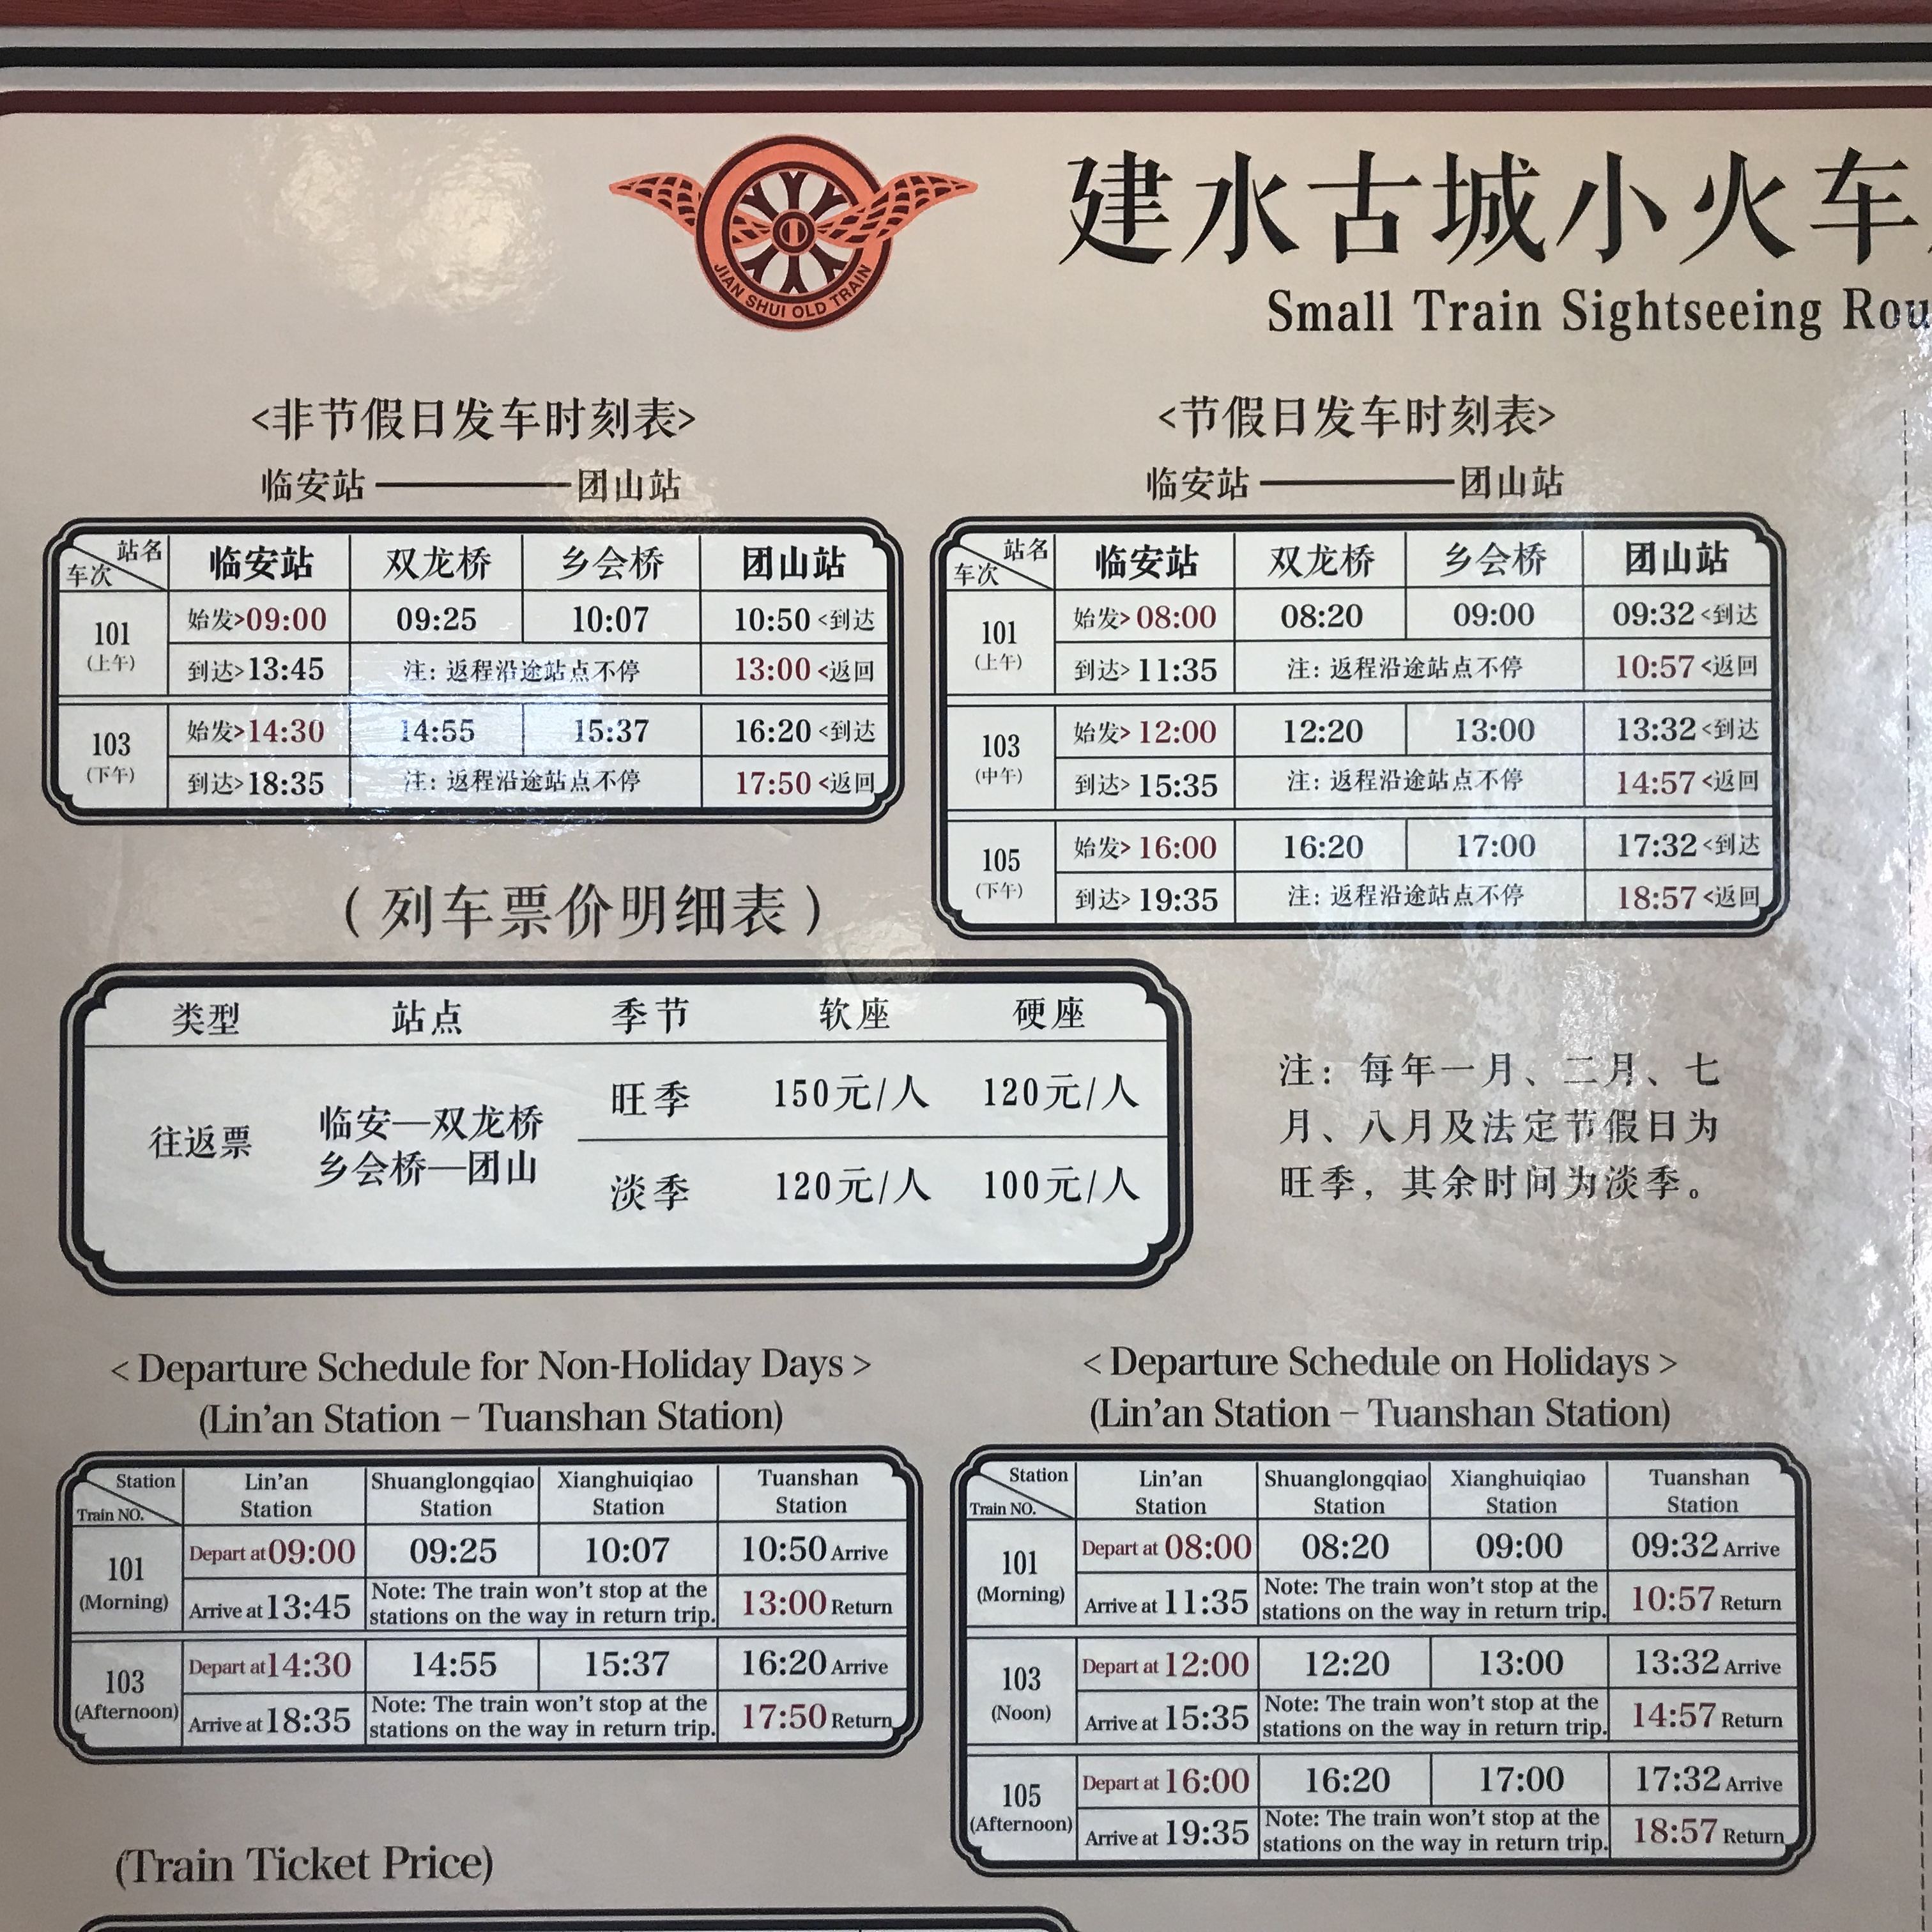 JIAN SHUI OLD TRAIN
建水古城小火车
Small Train Sightseeing
<非节假日发车时刻表>
临安站——团山站
站名 车次 临安站 双龙桥 乡会桥 团山站
101 (上午) 始发>09:00 09:25 10:07 10:50<到达
到达>13:45 注: 返程沿途站点不停 13:00<返回
103 (下午) 始发>14:30 14:55 15:37 16:20<到达
到达>18:35 注: 返程沿途站点不停 17:50<返回
<节假日发车时刻表>
临安站——团山站
站名 车次 临安站 双龙桥 乡会桥 团山站
101 (上午) 始发>08:00 08:20 09:00 09:32<到达
到达>11:35 注: 返程沿途站点不停 10:57<返回
103 (中午) 始发>12:00 12:20 13:00 13:32<到达
到达>15:35 注: 返程沿途站点不停 14:57<返回
105 (下午) 始发>16:00 16:20 17:00 17:32<到达
到达>19:35 注: 返程沿途站点不停 18:57<返回
(列车票价明细表)
类型 站点 季节 软座 硬座
往返票 临安—双龙桥 乡会桥—团山
旺季 150元/人 120元/人
淡季 120元/人 100元/人
注: 每年一月、二月、七
月、八月及法定节假日为
旺季, 其余时间为淡季。
< Departure Schedule for Non-Holiday Days >
(Lin'an Station – Tuanshan Station)
Station Train NO. Lin'an Station Shuanglongqiao Station Xianghuiqiao Station Tuanshan Station
101 (Morning) Depart at 09:00 09:25 10:07 10:50 Arrive
Arrive at 13:45 Note: The train won't stop at the stations on the way in return trip. 13:00 Return
103 (Afternoon) Depart at 14:30 14:55 15:37 16:20 Arrive
Arrive at 18:35 Note: The train won't stop at the stations on the way in return trip. 17:50 Return
< Departure Schedule on Holidays >
(Lin'an Station – Tuanshan Station)
Station Train NO. Lin'an Station Shuanglongqiao Station Xianghuiqiao Station Tuanshan Station
101 (Morning) Depart at 08:00 08:20 09:00 09:32 Arrive
Arrive at 11:35 Note: The train won't stop at the stations on the way in return trip. 10:57 Return
103 (Noon) Depart at 12:00 12:20 13:00 13:32 Arrive
Arrive at 15:35 Note: The train won't stop at the stations on the way in return trip. 14:57 Return
105 (Afternoon) Depart at 16:00 16:20 17:00 17:32 Arrive
Arrive at 19:35 Note: The train won't stop at the stations on the way in return trip. 18:57 Return
(Train Ticket Price)